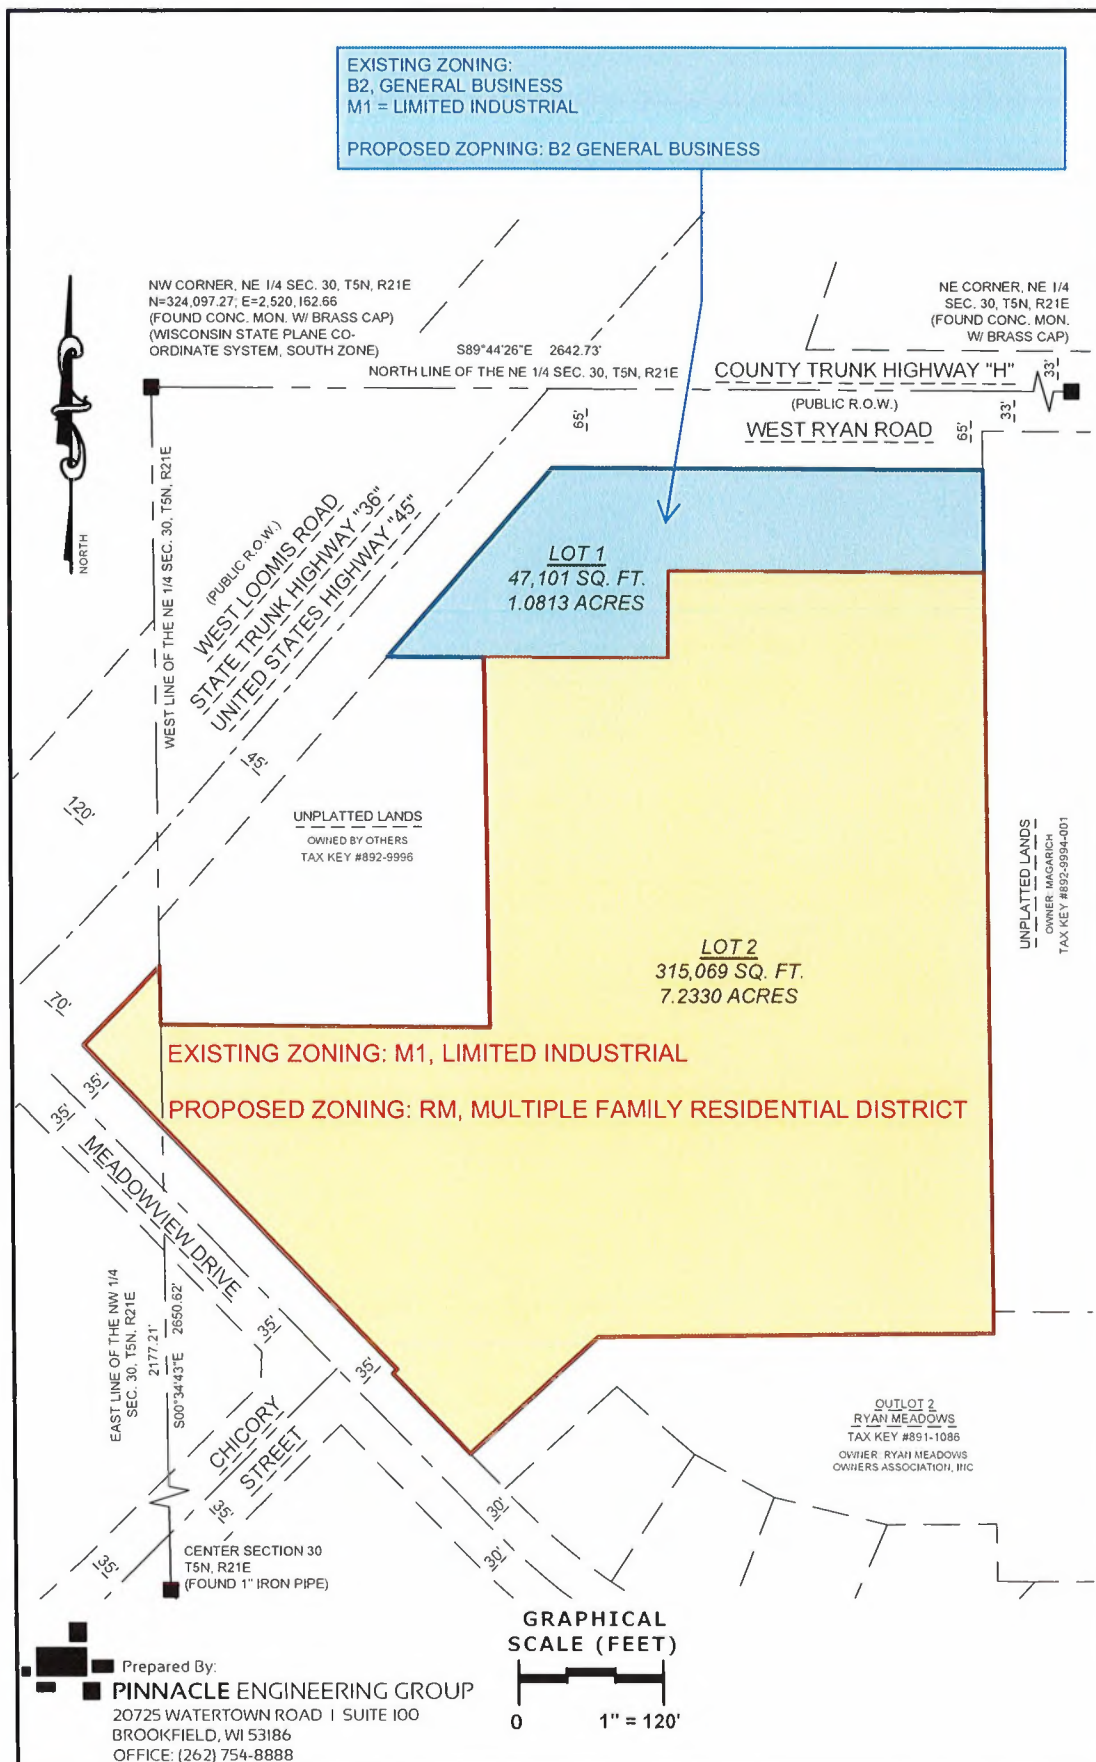 EXISTING ZONING:
B2, GENERAL BUSINESS
M1 = LIMITED INDUSTRIAL
PROPOSED ZOPNING: B2 GENERAL BUSINESS
NW CORNER, NE 1/4 SEC. 30, T5N, R21E
N=324,097.27; E=2,520,162.66
(FOUND CONC. MON. W/ BRASS CAP)
(WISCONSIN STATE PLANE CO-
ORDINATE SYSTEM, SOUTH ZONE)
NE CORNER, NE 1/4
SEC. 30, T5N, R21E
(FOUND CONC. MON.
W/ BRASS CAP)
S89°44'26"E 2642.73'
NORTH LINE OF THE NE 1/4 SEC. 30, T5N, R21E
COUNTY TRUNK HIGHWAY "H"
(PUBLIC R.O.W.)
WEST RYAN ROAD
33'
33'
65'
65'
NORTH
WEST LINE OF THE NE 1/4 SEC. 30, T5N, R21E
(PUBLIC R.O.W.)
WEST LOOMIS ROAD
STATE TRUNK HIGHWAY "36"
UNITED STATES HIGHWAY "45"
LOT 1
47,101 SQ. FT.
1.0813 ACRES
45'
120'
UNPLATTED LANDS
OWNED BY OTHERS
TAX KEY #892-9996
UNPLATTED LANDS
OWNER: MAGARICH
TAX KEY #892-9994-001
LOT 2
315,069 SQ. FT.
7.2330 ACRES
70'
EXISTING ZONING: M1, LIMITED INDUSTRIAL
PROPOSED ZONING: RM, MULTIPLE FAMILY RESIDENTIAL DISTRICT
35'
35'
MEADOWVIEW DRIVE
EAST LINE OF THE NW 1/4
SEC. 30, T5N, R21E
2177.21'
S00°34'43"E 2650.62'
35'
35'
CHICORY
STREET
OUTLOT 2
RYAN MEADOWS
TAX KEY #891-1086
OWNER: RYAN MEADOWS
OWNERS ASSOCIATION, INC
35'
35'
30'
30'
CENTER SECTION 30
T5N, R21E
(FOUND 1" IRON PIPE)
GRAPHICAL
SCALE (FEET)
0 1" = 120'
Prepared By:
PINNACLE ENGINEERING GROUP
20725 WATERTOWN ROAD | SUITE 100
BROOKFIELD, WI 53186
OFFICE: (262) 754-8888